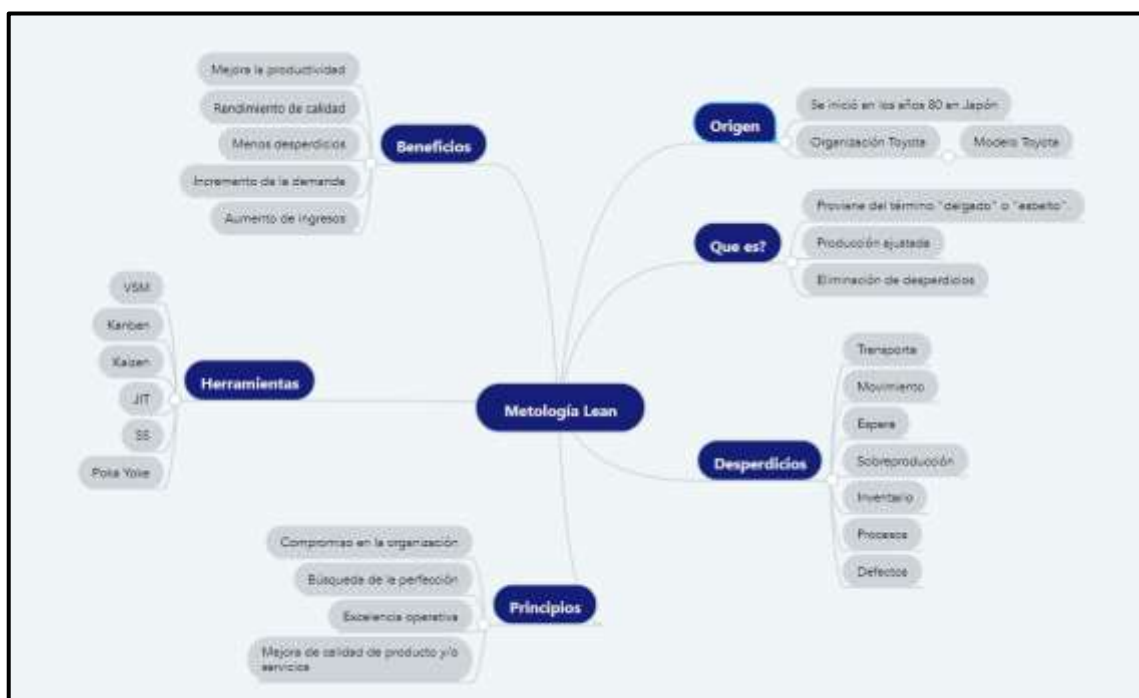 Metología Lean
Origen
Se inició en los años 80 en Japón
Organización Toyota
Modelo Toyota
Que es?
Proviene del término "delgado" o "esbelto".
Producción ajustada
Eliminación de desperdicios
Desperdicios
Transporte
Movimiento
Espera
Sobreproducción
Inventario
Procesos
Defectos
Beneficios
Mejora la productividad
Rendimiento de calidad
Menos desperdicios
Incremento de la demanda
Aumento de ingresos
Herramientas
VSM
Kanban
Kaizen
JIT
5S
Poka Yoke
Principios
Compromiso en la organización
Búsqueda de la perfección
Excelencia operativa
Mejora de calidad de producto y/o
servicios